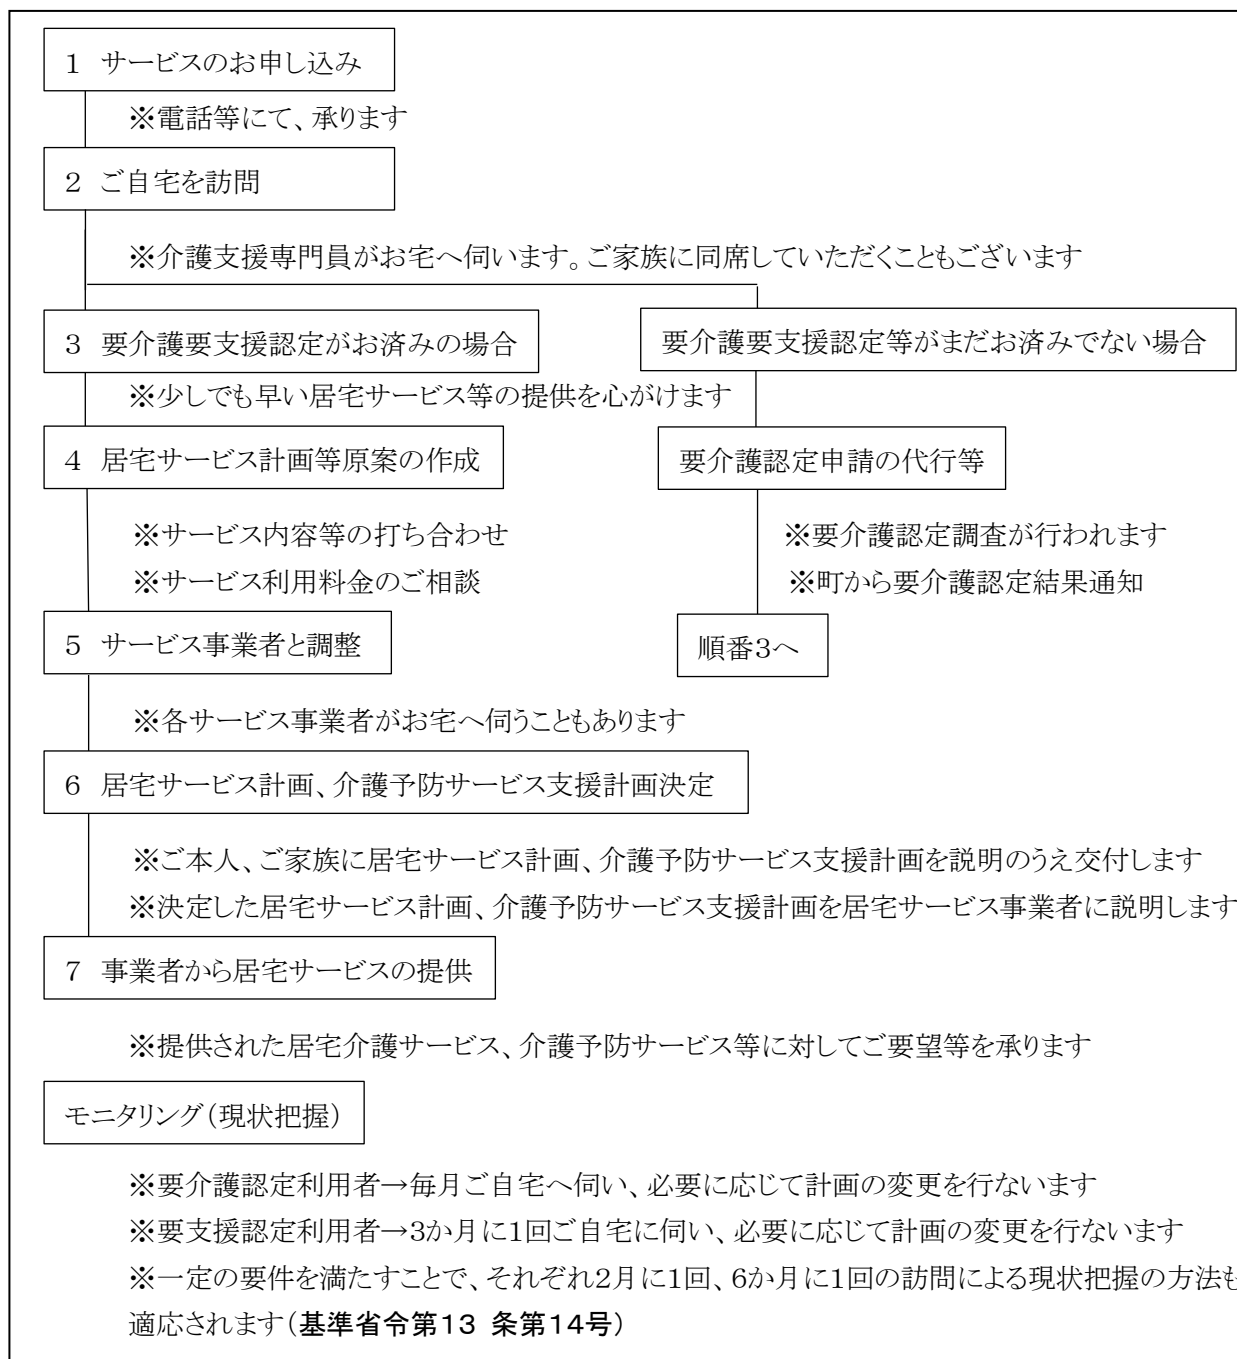 1 サービスのお申し込み
※電話等にて、承ります
2 ご自宅を訪問
※介護支援専門員がお宅へ伺います。ご家族に同席していただくこともございます
3 要介護要支援認定がお済みの場合
要介護要支援認定等がまだお済みでない場合
※少しでも早い居宅サービス等の提供を心がけます
4 居宅サービス計画等原案の作成
要介護認定申請の代行等
※サービス内容等の打ち合わせ
※要介護認定調査が行われます
※サービス利用料金のご相談
※町から要介護認定結果通知
5 サービス事業者と調整
順番3へ
※各サービス事業者がお宅へ伺うこともあります
6 居宅サービス計画、介護予防サービス支援計画決定
※ご本人、ご家族に居宅サービス計画、介護予防サービス支援計画を説明のうえ交付します
※決定した居宅サービス計画、介護予防サービス支援計画を居宅サービス事業者に説明します
7 事業者から居宅サービスの提供
※提供された居宅介護サービス、介護予防サービス等に対してご要望等を承ります
モニタリング(現状把握)
※要介護認定利用者→毎月ご自宅へ伺い、必要に応じて計画の変更を行ないます
※要支援認定利用者→3か月に1回ご自宅に伺い、必要に応じて計画の変更を行ないます
※一定の要件を満たすことで、それぞれ2月に1回、6か月に1回の訪問による現状把握の方法も
適応されます(基準省令第13 条第14号)